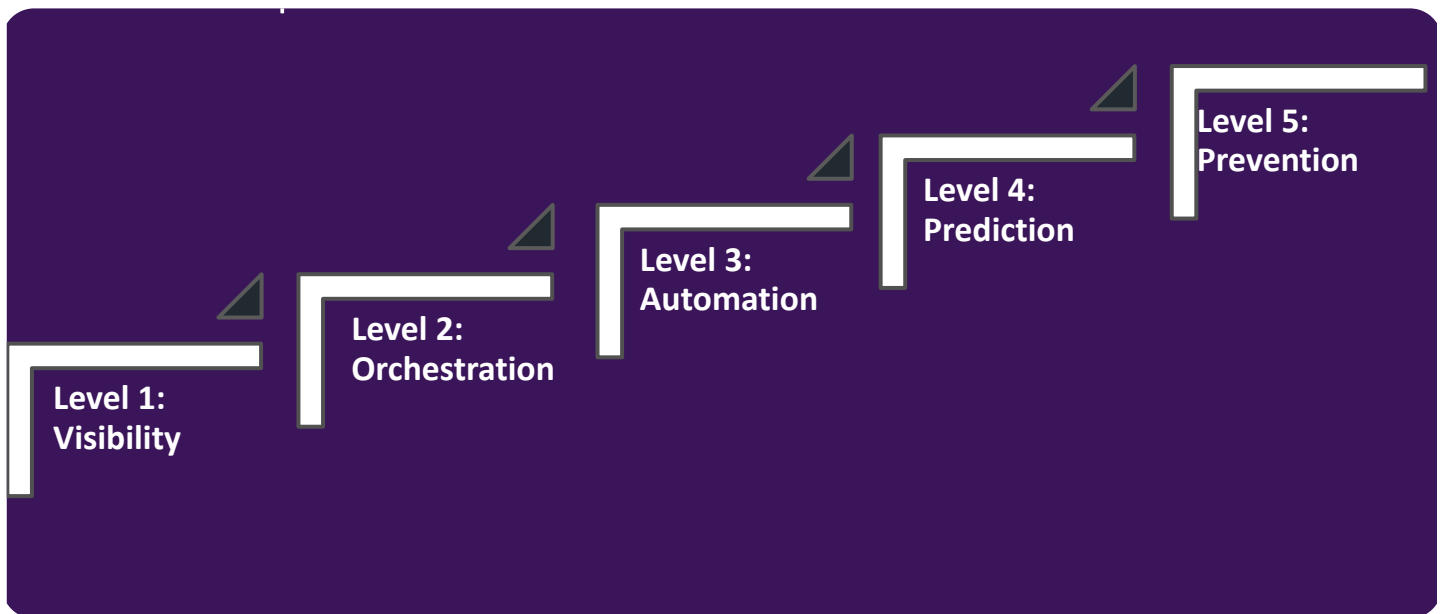 Level 1:
Visibility
Level 2:
Orchestration
Level 3:
Automation
Level 4:
Prediction
Level 5:
Prevention